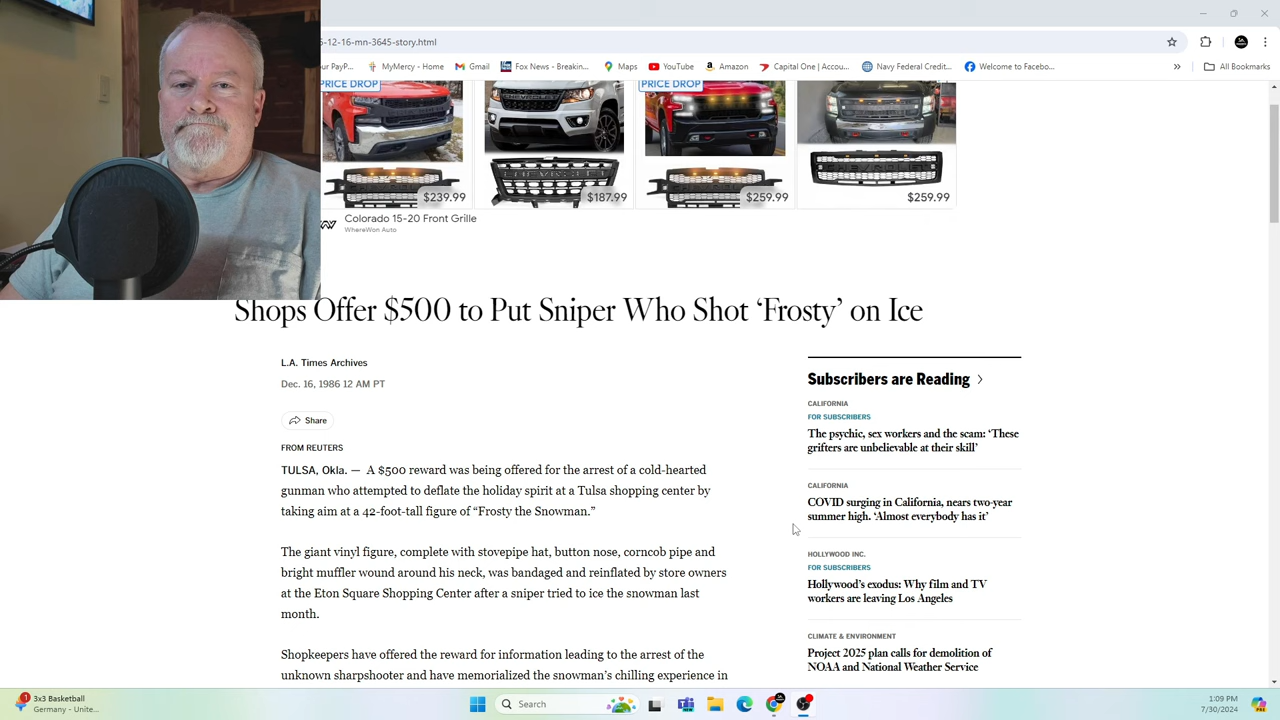 5-12-16-mn-3645-story.html
ur PayP...
MyMercy - Home
Gmail
Fox News - Breakin...
Maps
YouTube
Amazon
Capital One | Accou...
Navy Federal Credit...
Welcome to Facebo...
»
All Bookmarks
PRICE DROP
PRICE DROP
$239.99
$187.99
$259.99
$259.99
Colorado 15-20 Front Grille
WhereWon Auto
Shops Offer $500 to Put Sniper Who Shot ‘Frosty’ on Ice
L.A. Times Archives
Dec. 16, 1986 12 AM PT
Share
FROM REUTERS
TULSA, Okla. — A $500 reward was being offered for the arrest of a cold-hearted
gunman who attempted to deflate the holiday spirit at a Tulsa shopping center by
taking aim at a 42-foot-tall figure of “Frosty the Snowman.”
The giant vinyl figure, complete with stovepipe hat, button nose, corncob pipe and
bright muffler wound around his neck, was bandaged and reinflated by store owners
at the Eton Square Shopping Center after a sniper tried to ice the snowman last
month.
Shopkeepers have offered the reward for information leading to the arrest of the
unknown sharpshooter and have memorialized the snowman’s chilling experience in
Subscribers are Reading >
CALIFORNIA
FOR SUBSCRIBERS
The psychic, sex workers and the scam: ‘These
grifters are unbelievable at their skill’
CALIFORNIA
COVID surging in California, nears two-year
summer high. ‘Almost everybody has it’
HOLLYWOOD INC.
FOR SUBSCRIBERS
Hollywood’s exodus: Why film and TV
workers are leaving Los Angeles
CLIMATE & ENVIRONMENT
Project 2025 plan calls for demolition of
NOAA and National Weather Service
1
3x3 Basketball
Germany - Unite...
Search
1:09 PM
7/30/2024